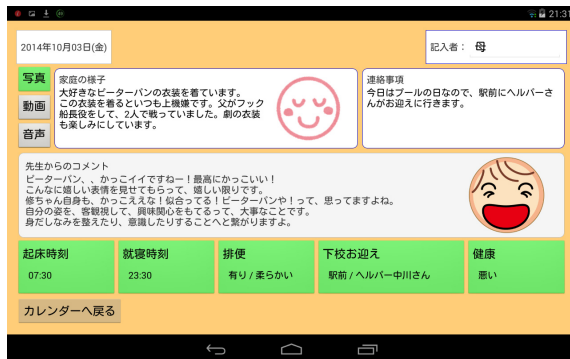 21:31
2014年10月03日(金)
記入者： 母
写真
動画
音声
家庭の様子
大好きなピーターパンの衣装を着ています。
この衣装を着るといつも上機嫌です。父がフック
船長役をして、2人で戦っていました。劇の衣装
も楽しみにしています。
連絡事項
今日はプールの日なので、駅前にヘルパーさ
んがお迎えに行きます。
先生からのコメント
ピーターパン、、かっこイイですねー！最高にかっこいい！
こんなに嬉しい表情を見せてもらって、嬉しい限りです。
修ちゃん自身も、かっこええな！似合ってる！ピーターパンや！って、思ってますよね。
自分の姿を、客観視して、興味関心をもてるって、大事なことです。
身だしなみを整えたり、意識したりすることへと繋がりますよ。
起床時刻
07:30
就寝時刻
23:30
排便
有り / 柔らかい
下校お迎え
駅前 / ヘルパー中川さん
健康
悪い
カレンダーへ戻る